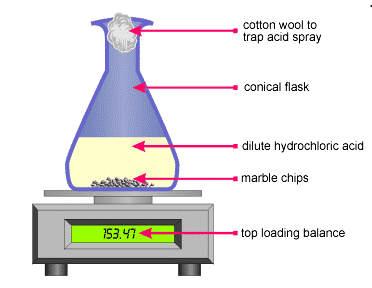 cotton wool to
trap acid spray
conical flask
dilute hydrochloric acid
marble chips
153.47
top loading balance